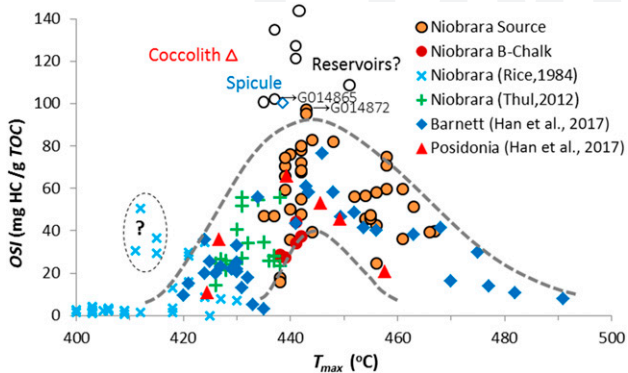 OSI (mg HC/g TOC)
140
120
100
80
60
40
20
0
400
420
440
460
480
500
Tmax (°C)
Coccolith
Spicule
Reservoirs?
G014865
G014872
?
Niobrara Source
Niobrara B-Chalk
Niobrara (Rice,1984)
Niobrara (Thul,2012)
Barnett (Han et al., 2017)
Posidonia (Han et al., 2017)